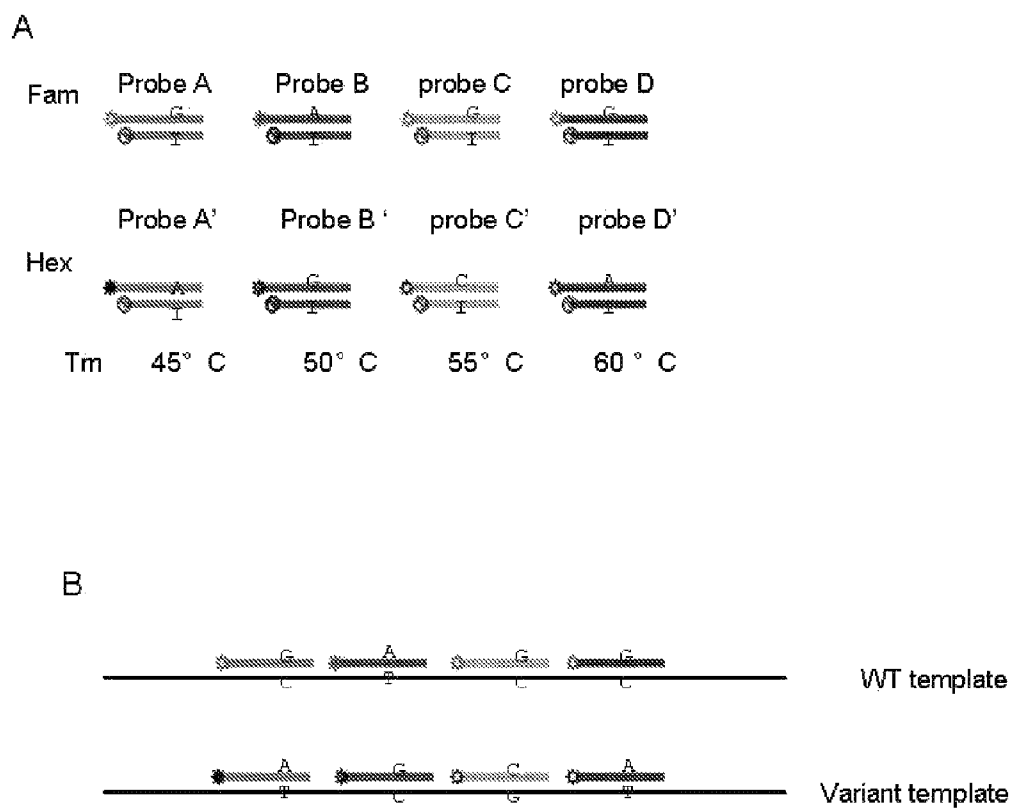 A
Probe A Probe B probe C probe D
Fam
G A G G
T T T T
Probe A' Probe B ' probe C' probe D'
Hex
A G C A
T T T T
Tm 45° C 50° C 55° C 60° C
B
G A G G
C T C C
WT template
A G C A
T C G T
Variant template